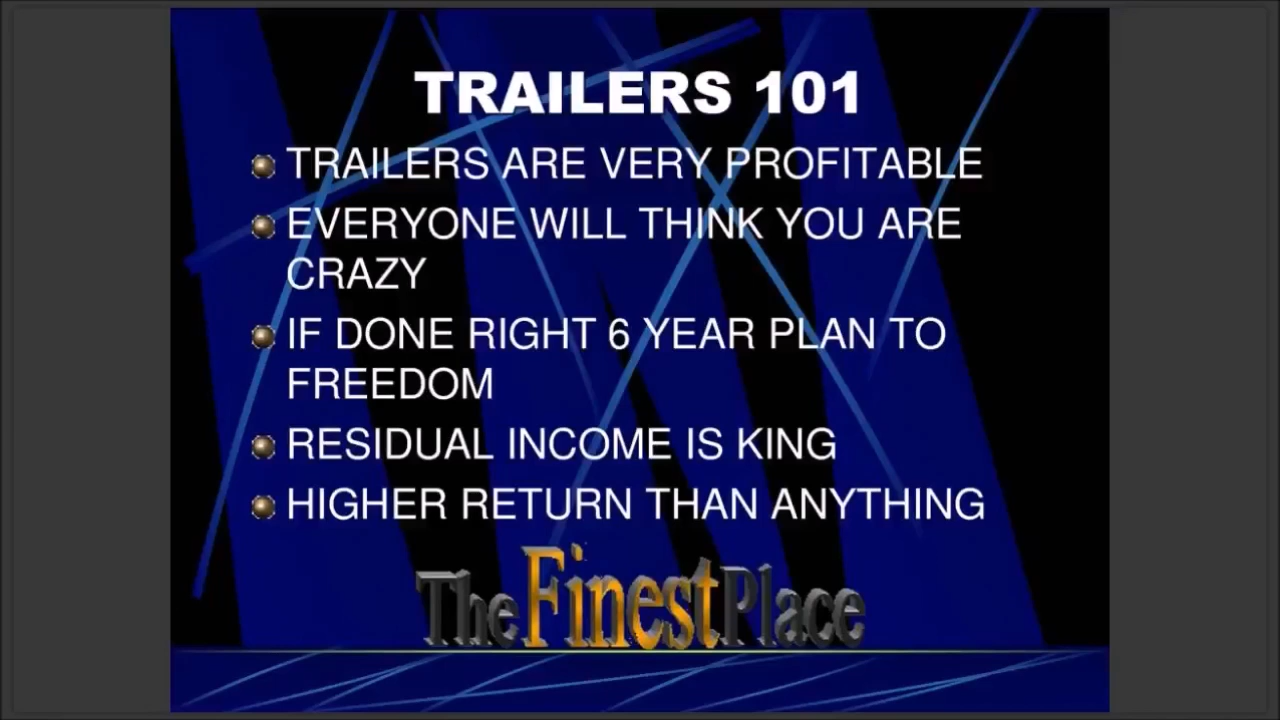 TRAILERS 101
TRAILERS ARE VERY PROFITABLE
EVERYONE WILL THINK YOU ARE
CRAZY
IF DONE RIGHT 6 YEAR PLAN TO
FREEDOM
RESIDUAL INCOME IS KING
HIGHER RETURN THAN ANYTHING
The Finest Place